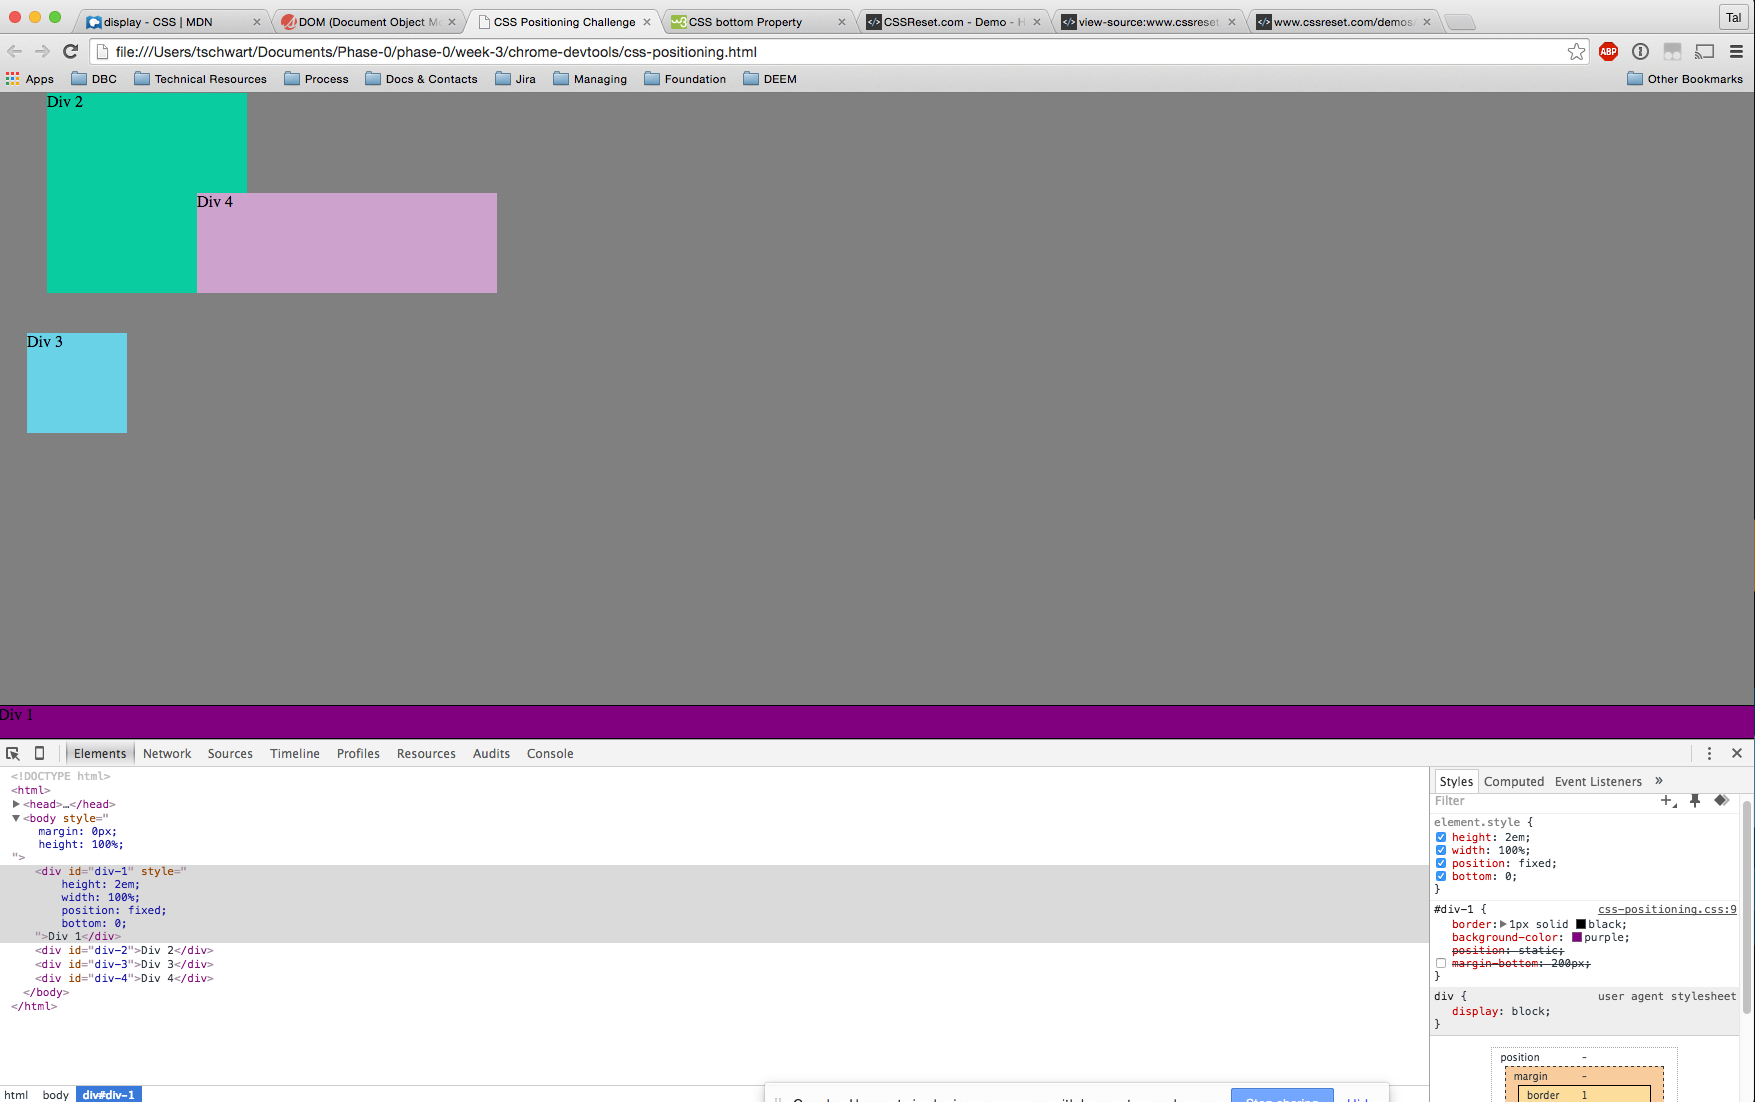 display - CSS | MDN
DOM (Document Object Mo
CSS Positioning Challenge
CSS bottom Property
CSSReset.com - Demo - H
view-source:www.cssreset.
www.cssreset.com/demos/
Tal
file:///Users/tschwart/Documents/Phase-0/phase-0/week-3/chrome-devtools/css-positioning.html
ABP
Apps DBC Technical Resources Process Docs & Contacts Jira Managing Foundation DEEM Other Bookmarks
Div 2
Div 4
Div 3
Div 1
Elements Network Sources Timeline Profiles Resources Audits Console
<!DOCTYPE html>
<html>
<head>…</head>
<body style="
margin: 0px;
height: 100%;
">
<div id="div-1" style="
height: 2em;
width: 100%;
position: fixed;
bottom: 0;
">Div 1</div>
<div id="div-2">Div 2</div>
<div id="div-3">Div 3</div>
<div id="div-4">Div 4</div>
</body>
</html>
html body div#div-1
Styles Computed Event Listeners »
Filter
element.style {
height: 2em;
width: 100%;
position: fixed;
bottom: 0;
}
#div-1 { css-positioning.css:9
border: 1px solid black;
background-color: purple;
position: static;
margin-bottom: 200px;
}
div { user agent stylesheet
display: block;
}
position -
margin -
border 1